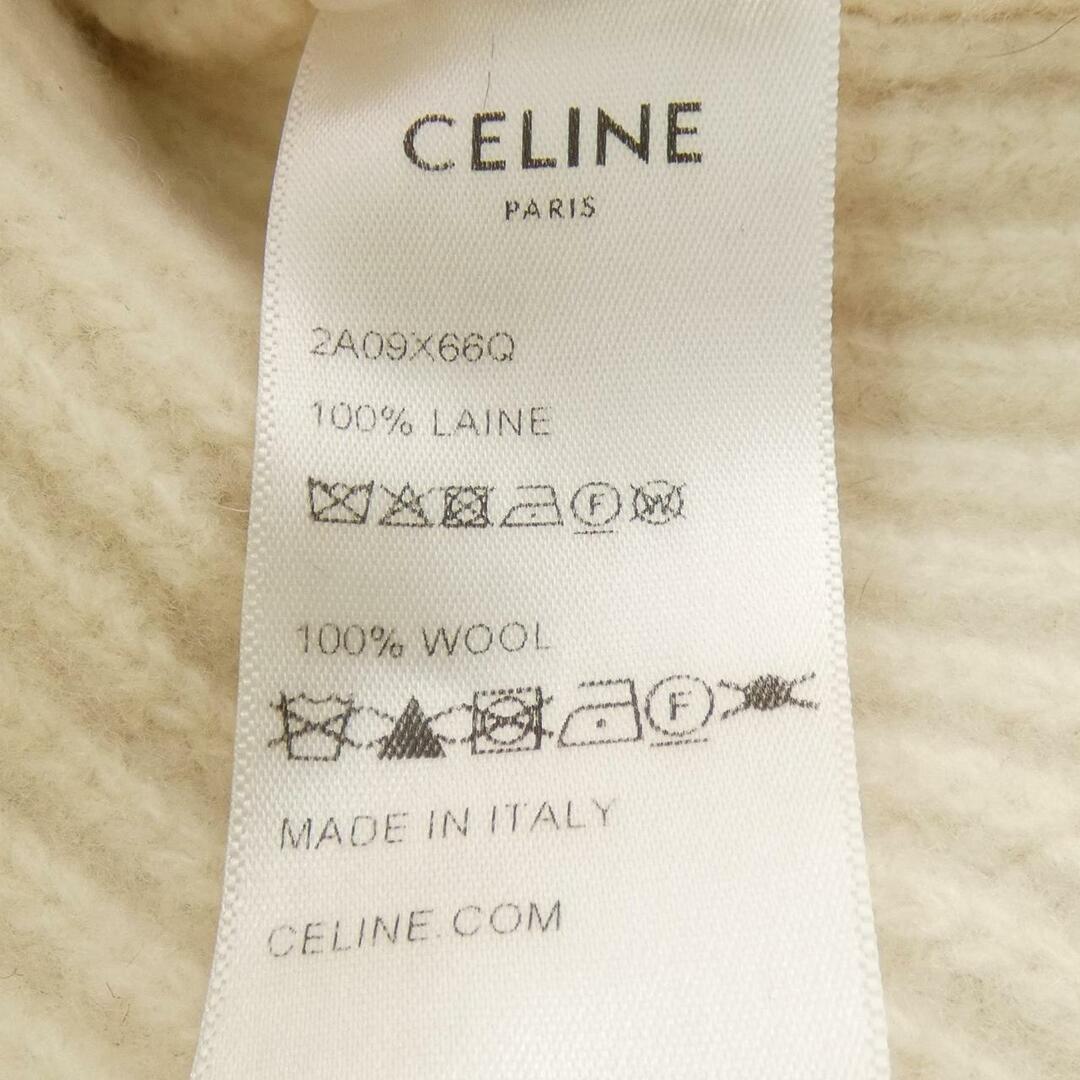 CELINE
PARIS
2A09X66Q
100% LAINE
F W
100% WOOL
F
MADE IN ITALY
CELINE.COM